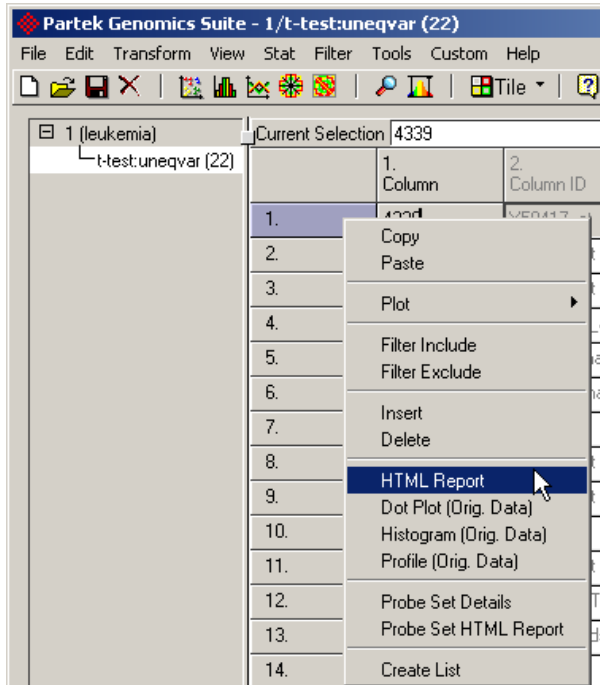 Partek Genomics Suite - 1/t-test:uneqvar (22)
File Edit Transform View Stat Filter Tools Custom Help
Tile
1 (leukemia)
t-test:uneqvar (22)
Current Selection 4339
1. Column
2. Column ID
1.
2.
3.
4.
5.
6.
7.
8.
9.
10.
11.
12.
13.
14.
Copy
Paste
Plot
Filter Include
Filter Exclude
Insert
Delete
HTML Report
Dot Plot (Orig. Data)
Histogram (Orig. Data)
Profile (Orig. Data)
Probe Set Details
Probe Set HTML Report
Create List